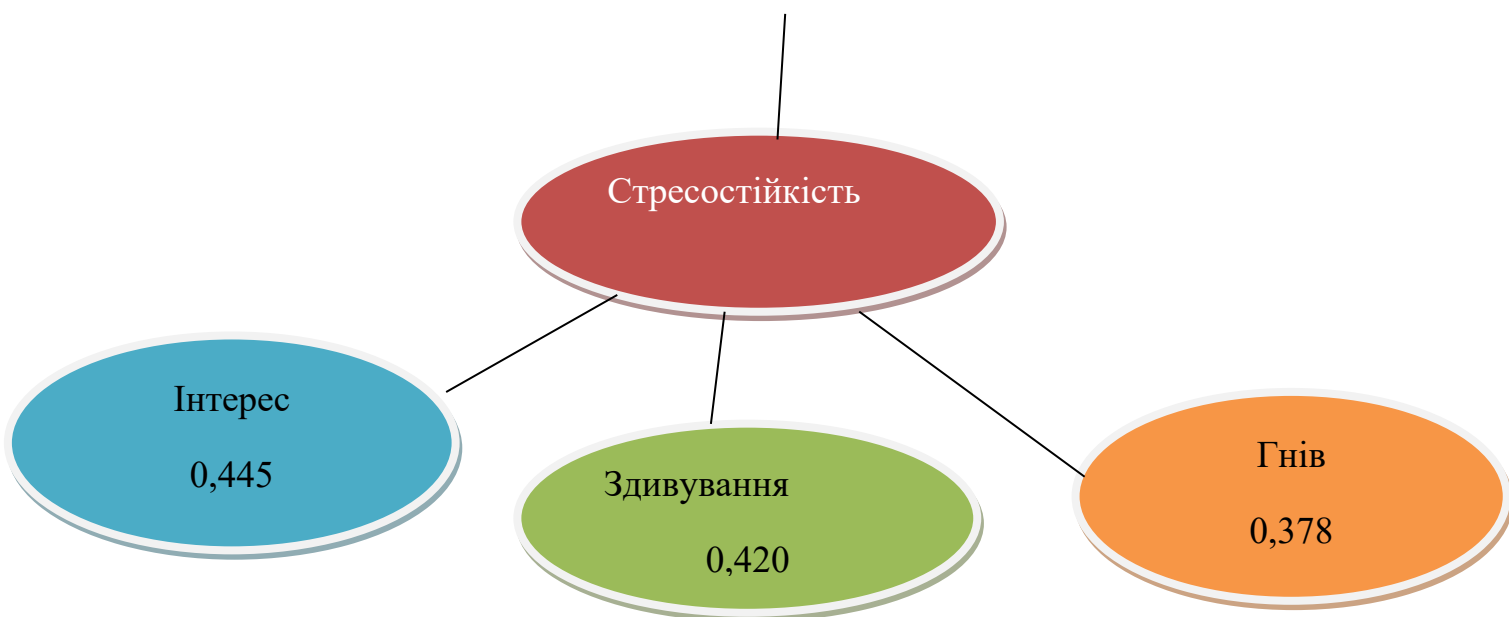 Стресостійкість
Інтерес
0,445
Здивування
0,420
Гнів
0,378